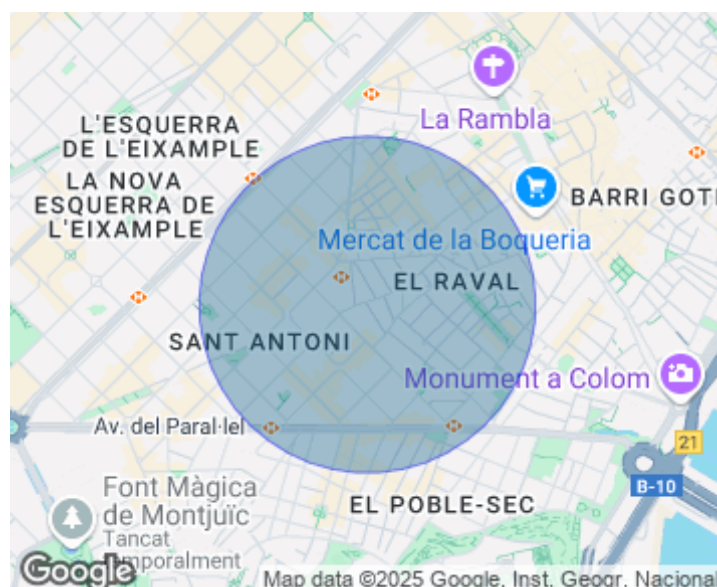 La Rambla
L'ESQUERRA
DE L'EIXAMPLE
LA NOVA
ESQUERRA DE
L'EIXAMPLE
BARRI GOTI
Mercat de la Boqueria
EL RAVAL
SANT ANTONI
Monument a Colom
Av. del Paral·lel
21
B-10
Font Màgica
de Montjuïc
Tancat
temporalment
EL POBLE-SEC
Google
Map data ©2025 Google, Inst. Geogr. Nacional